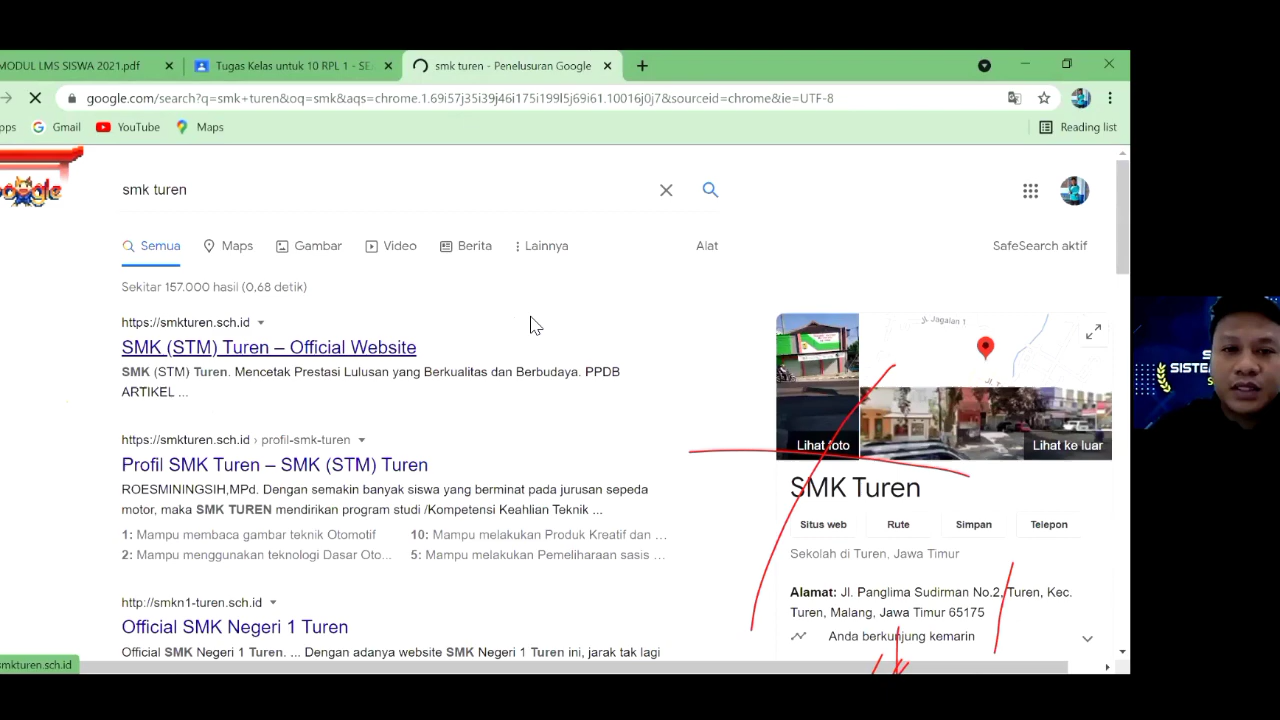 MODUL LMS SISWA 2021.pdf
Tugas Kelas untuk 10 RPL 1 - SE
smk turen - Penelusuran Google
google.com/search?q=smk+turen&oq=smk&aqs=chrome.1.69i57j35i39j46i175i199l5j69i61.10016j0j7&sourceid=chrome&ie=UTF-8
pps
Gmail
YouTube
Maps
Reading list
smk turen
Semua
Maps
Gambar
Video
Berita
Lainnya
Alat
SafeSearch aktif
Sekitar 157.000 hasil (0,68 detik)
https://smkturen.sch.id
SMK (STM) Turen – Official Website
SMK (STM) Turen. Mencetak Prestasi Lulusan yang Berkualitas dan Berbudaya. PPDB
ARTIKEL ...
https://smkturen.sch.id › profil-smk-turen
Profil SMK Turen – SMK (STM) Turen
ROESMININGSIH,MPd. Dengan semakin banyak siswa yang berminat pada jurusan sepeda
motor, maka SMK TUREN mendirikan program studi /Kompetensi Keahlian Teknik ...
1: Mampu membaca gambar teknik Otomotif
10: Mampu melakukan Produk Kreatif dan ...
2: Mampu menggunakan teknologi Dasar Oto...
5: Mampu melakukan Pemeliharaan sasis ...
http://smkn1-turen.sch.id
Official SMK Negeri 1 Turen
Official SMK Negeri 1 Turen. ... Dengan adanya website SMK Negeri 1 Turen ini, jarak tak lagi
Jl. Jagalan 1
Lihat foto
Lihat ke luar
SMK Turen
Situs web
Rute
Simpan
Telepon
Sekolah di Turen, Jawa Timur
Alamat: Jl. Panglima Sudirman No.2, Turen, Kec.
Turen, Malang, Jawa Timur 65175
Anda berkunjung kemarin
smkturen.sch.id
SISTE